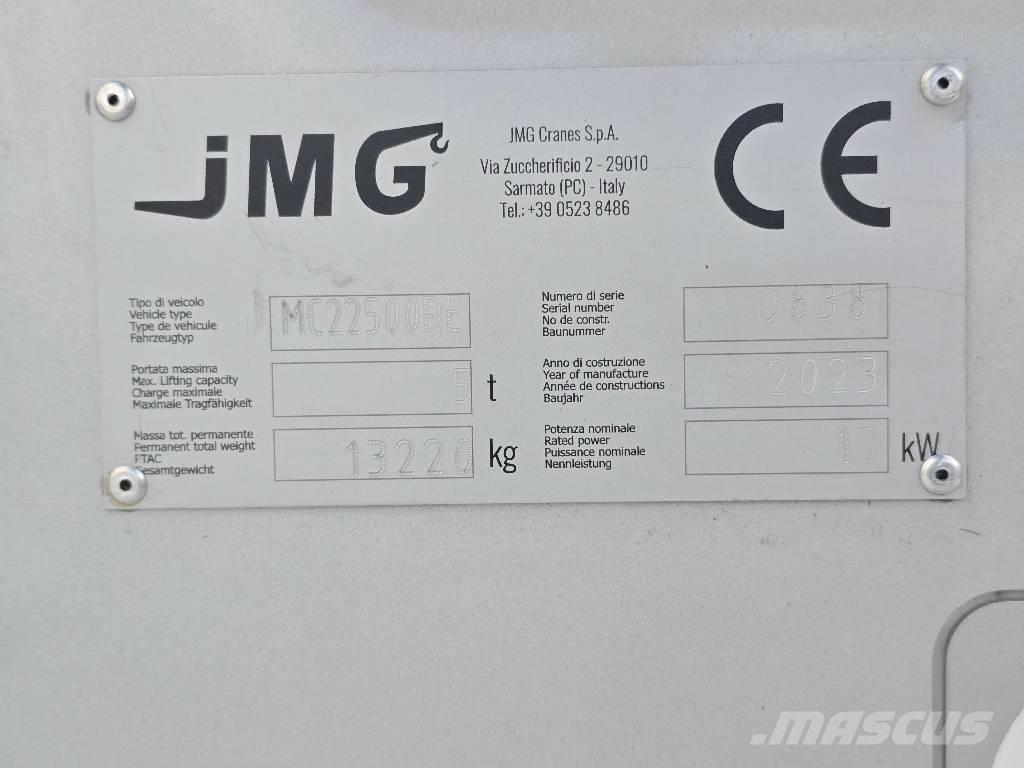 JMG
JMG Cranes S.p.A.
Via Zuccherificio 2 - 29010
Sarmato (PC) - Italy
Tel.: +39 0523 8486
CE
Tipo di veicolo
Vehicle type
Type de vehicule
Fahrzeugtyp
MC22500RE
Portata massima
Max. Lifting capacity
Charge maximale
Maximale Tragfähigkeit
5 t
Massa tot. permanente
Permanent total weight
PTAC
Gesamtgewicht
13220 kg
Numero di serie
Serial number
No de constr.
Baunummer
0838
Anno di costruzione
Year of manufacture
Année de constructions
Baujahr
2023
Potenza nominale
Rated power
Puissance nominale
Nennleistung
17 kW
MASCUS